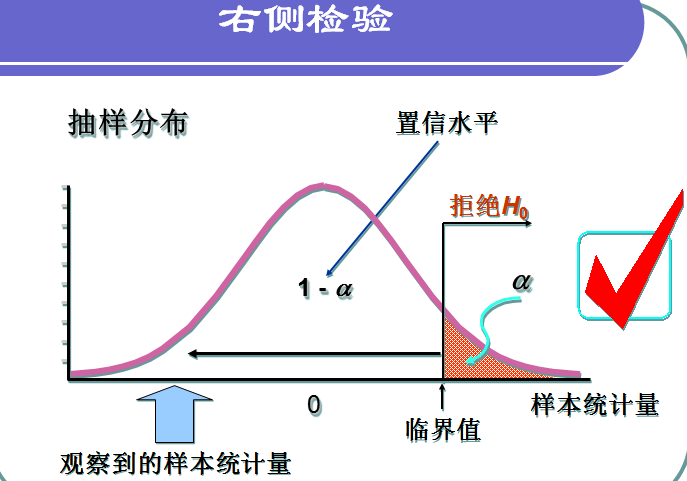 右侧检验
抽样分布
置信水平
拒绝H0
α
1 - α
0
临界值
样本统计量
观察到的样本统计量